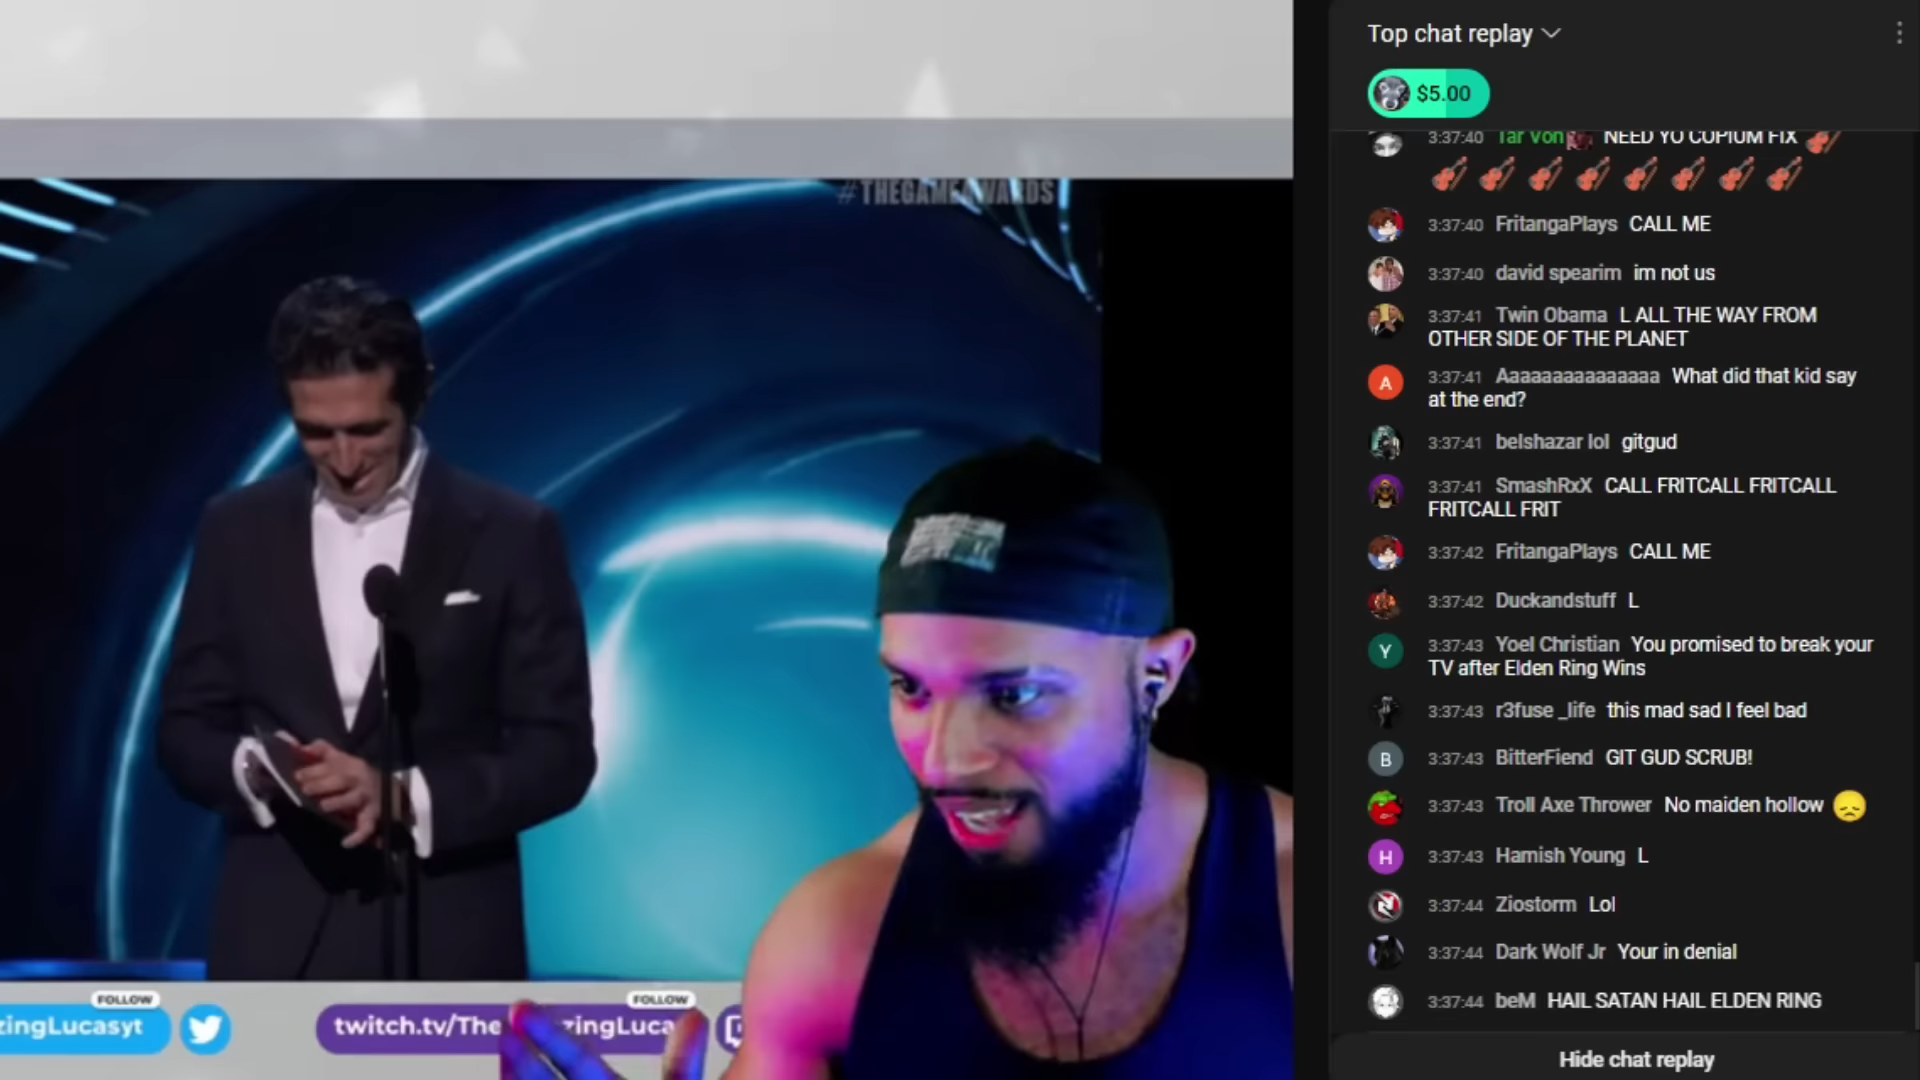 Top chat replay
$5.00
3:37:40 Tar Von NEED YO COPIUM FIX
3:37:40 FritangaPlays CALL ME
3:37:40 david spearim im not us
3:37:41 Twin Obama L ALL THE WAY FROM
OTHER SIDE OF THE PLANET
A 3:37:41 Aaaaaaaaaaaaaaa What did that kid say
at the end?
3:37:41 belshazar lol gitgud
3:37:41 SmashRxX CALL FRITCALL FRITCALL
FRITCALL FRIT
3:37:42 FritangaPlays CALL ME
3:37:42 Duckandstuff L
Y 3:37:43 Yoel Christian You promised to break your
TV after Elden Ring Wins
3:37:43 r3fuse _life this mad sad I feel bad
B 3:37:43 BitterFiend GIT GUD SCRUB!
3:37:43 Troll Axe Thrower No maiden hollow
H 3:37:43 Hamish Young L
3:37:44 Ziostorm Lol
3:37:44 Dark Wolf Jr Your in denial
3:37:44 beM HAIL SATAN HAIL ELDEN RING
Hide chat replay
#THEGAMEAWARDS
FOLLOW
zingLucasyt
FOLLOW
twitch.tv/The zingLuca